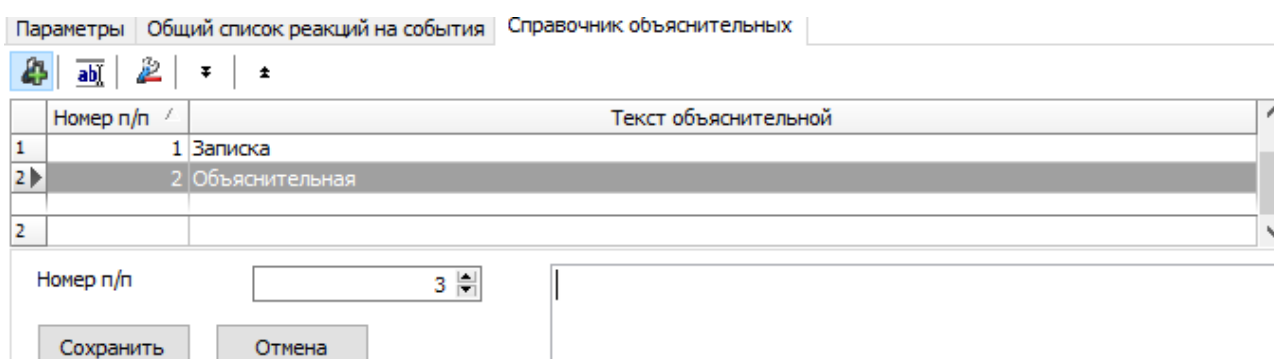 Параметры Общий список реакций на события Справочник объяснительных
ab
Номер п/п Текст объяснительной
1 1 Записка
2 2 Объяснительная
2
Номер п/п 3
Сохранить Отмена